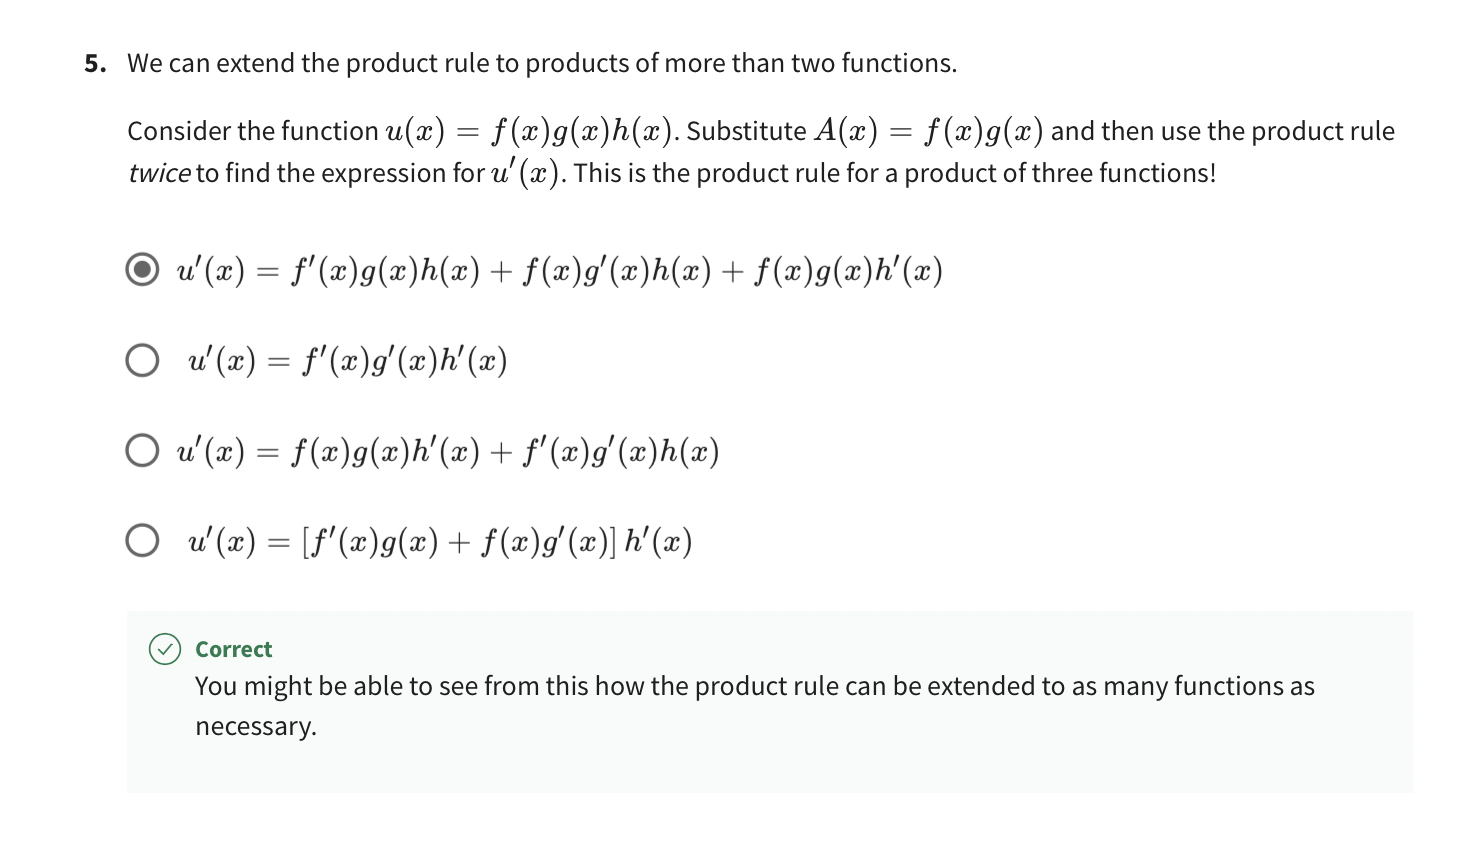 5. We can extend the product rule to products of more than two functions.
Consider the function u(x) = f(x)g(x)h(x). Substitute A(x) = f(x)g(x) and then use the product rule
twice to find the expression for u′(x). This is the product rule for a product of three functions!
u′(x) = f′(x)g(x)h(x) + f(x)g′(x)h(x) + f(x)g(x)h′(x)
u′(x) = f′(x)g′(x)h′(x)
u′(x) = f(x)g(x)h′(x) + f′(x)g′(x)h(x)
u′(x) = [f′(x)g(x) + f(x)g′(x)] h′(x)
Correct
You might be able to see from this how the product rule can be extended to as many functions as
necessary.